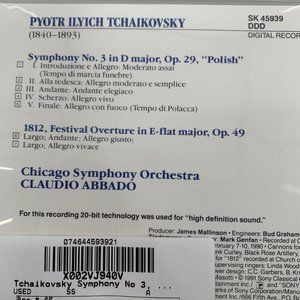 PYOTR ILYICH TCHAIKOVSKY
(1840–1893)
SK 45939
DDD
DIGITAL RECOR
Symphony No. 3 in D major, Op. 29, "Polish"
I. Introduzione e Allegro: Moderato assai
(Tempo di marcia funebre)
II. Alla tedesca: Allegro moderato e semplice
III. Andante: Andante elegiaco
IV. Scherzo: Allegro vivo
V. Finale: Allegro con fuoco (Tempo di Polacca)
1812, Festival Overture in E-flat major, Op. 49
Largo; Andante; Allegro giusto;
Largo; Allegro vivace
Chicago Symphony Orchestra
CLAUDIO ABBADO
For this recording 20-bit technology was used for "high definition sound."
Producer: James Mallinson / Engineers: Bud Graham
Mark Genfan
074644593921
X002VJ940V
Tchaikovsky Symphony No 3, ...
USED